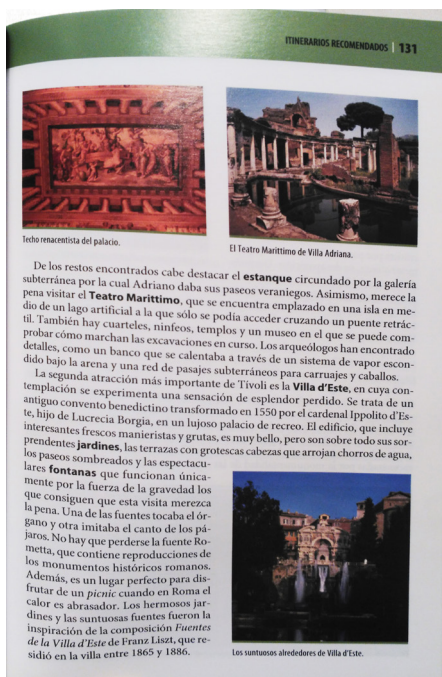 ITINERARIOS RECOMENDADOS | 131
Techo renacentista del palacio.
El Teatro Marittimo de Villa Adriana.
De los restos encontrados cabe destacar el estanque circundado por la galería
subterránea por la cual Adriano daba sus paseos veraniegos. Asimismo, merece la
pena visitar el Teatro Marittimo, que se encuentra emplazado en una isla en me-
dio de un lago artificial a la que sólo se podía acceder cruzando un puente retrác-
til. También hay cuarteles, ninfeos, templos y un museo en el que se puede com-
probar cómo marchan las excavaciones en curso. Los arqueólogos han encontrado
detalles, como un banco que se calentaba a través de un sistema de vapor escon-
dido bajo la arena y una red de pasajes subterráneos para carruajes y caballos.
La segunda atracción más importante de Tívoli es la Villa d'Este, en cuya con-
templación se experimenta una sensación de esplendor perdido. Se trata de un
antiguo convento benedictino transformado en 1550 por el cardenal Ippolito d'Es-
te, hijo de Lucrecia Borgia, en un lujoso palacio de recreo. El edificio, que incluye
interesantes frescos manieristas y grutas, es muy bello, pero son sobre todo sus sor-
prendentes jardines, las terrazas con grotescas cabezas que arrojan chorros de agua,
los paseos sombreados y las espectacu-
lares fontanas que funcionan única-
mente por la fuerza de la gravedad los
que consiguen que esta visita merezca
la pena. Una de las fuentes tocaba el ór-
gano y otra imitaba el canto de los pá-
jaros. No hay que perderse la fuente Ro-
metta, que contiene reproducciones de
los monumentos históricos romanos.
Además, es un lugar perfecto para dis-
frutar de un picnic cuando en Roma el
calor es abrasador. Los hermosos jar-
dines y las suntuosas fuentes fueron la
inspiración de la composición Fuentes
de la Villa d'Este de Franz Liszt, que re-
sidió en la villa entre 1865 y 1886.
Los suntuosos alrededores de Villa d'Este.